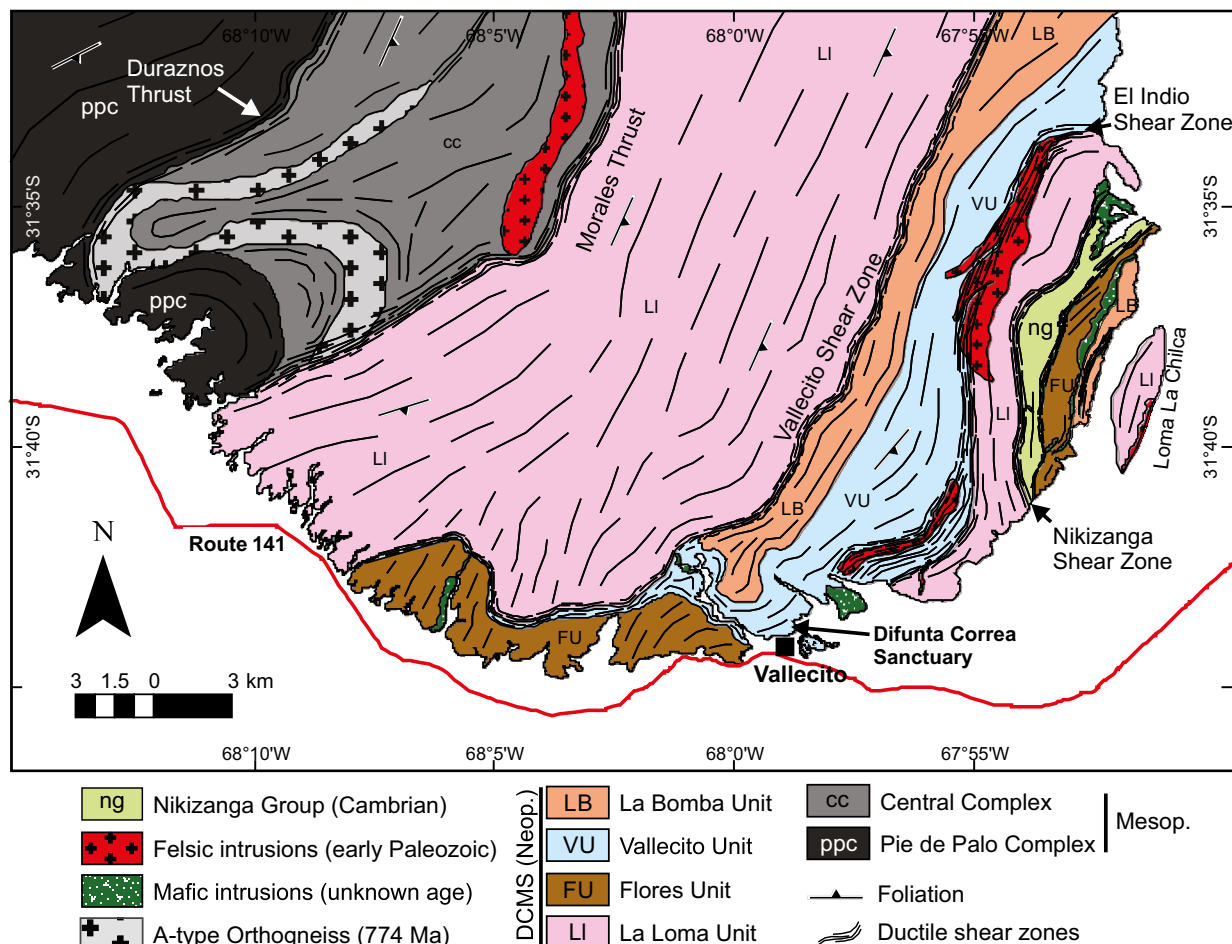 68°10'W
68°5'W
68°0'W
67°55'W
LB
LI
Duraznos
Thrust
ppc
El Indio
Shear Zone
cc
31°35'S
31°35'S
Morales Thrust
VU
ppc
LI
ng
LB
Vallecito Shear Zone
LI
FU
Loma La Chilca
LI
31°40'S
31°40'S
LI
VU
LB
Route 141
N
Nikizanga
Shear Zone
FU
Difunta Correa
Sanctuary
Vallecito
3 1.5 0 3 km
68°10'W
68°5'W
68°0'W
67°55'W
ng Nikizanga Group (Cambrian)
Felsic intrusions (early Paleozoic)
Mafic intrusions (unknown age)
A-type Orthogneiss (774 Ma)
DCMS (Neop.)
LB La Bomba Unit
VU Vallecito Unit
FU Flores Unit
LI La Loma Unit
cc Central Complex
ppc Pie de Palo Complex
Mesop.
Foliation
Ductile shear zones